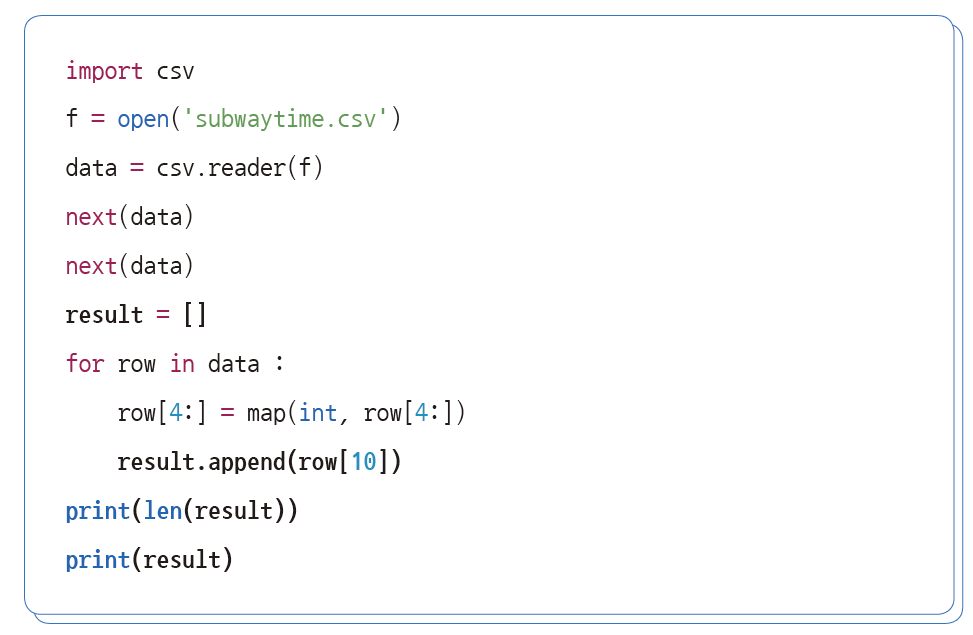 import csv
f = open('subwaytime.csv')
data = csv.reader(f)
next(data)
next(data)
result = []
for row in data :
    row[4:] = map(int, row[4:])
    result.append(row[10])
print(len(result))
print(result)